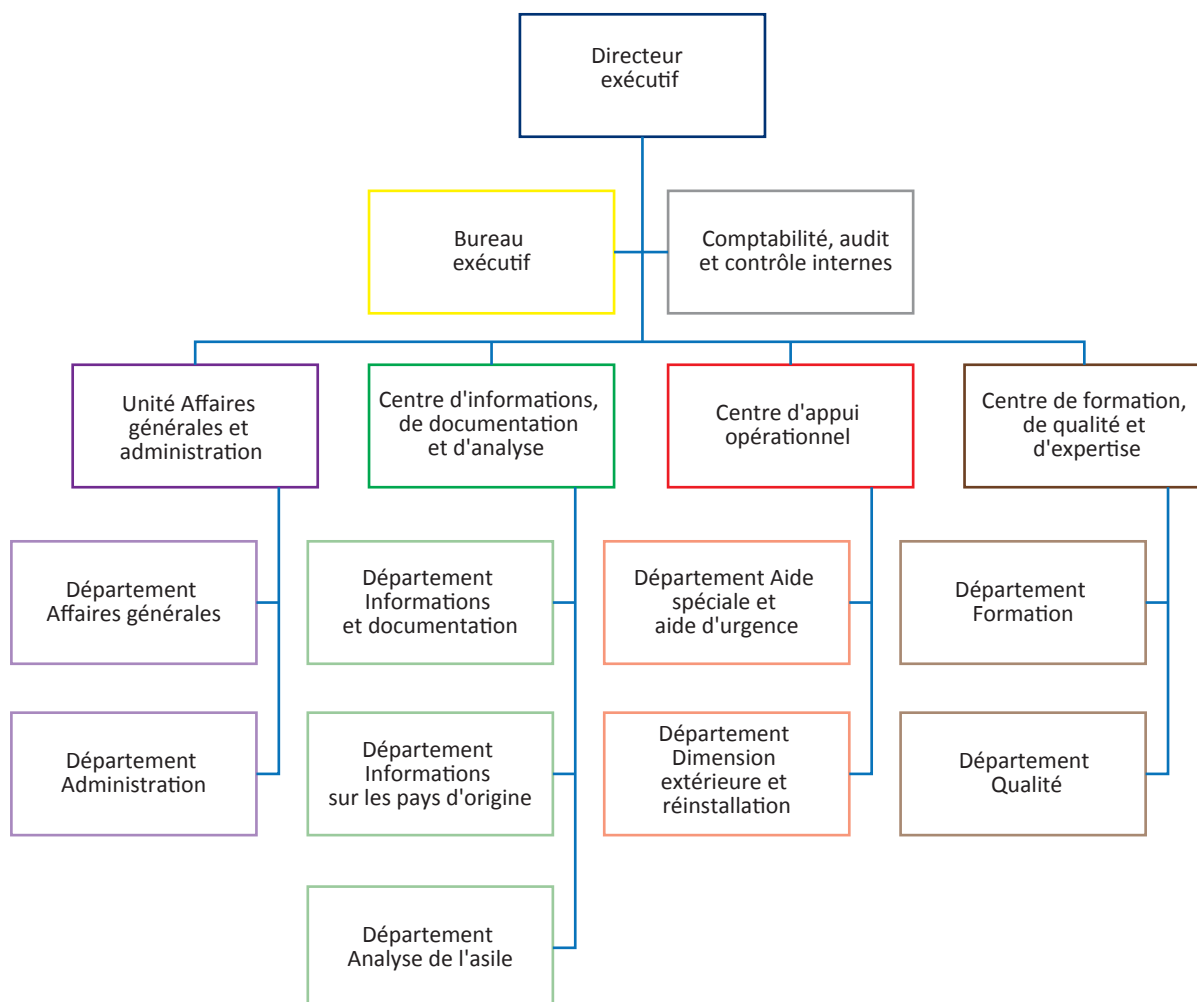 Directeur
exécutif
Bureau
exécutif
Comptabilité, audit
et contrôle internes
Unité Affaires
générales et
administration
Centre d'informations,
de documentation
et d'analyse
Centre d'appui
opérationnel
Centre de formation,
de qualité et
d'expertise
Département
Affaires générales
Département
Informations
et documentation
Département Aide
spéciale et
aide d'urgence
Département
Formation
Département
Administration
Département
Informations
sur les pays d'origine
Département
Dimension
extérieure et
réinstallation
Département
Qualité
Département
Analyse de l'asile